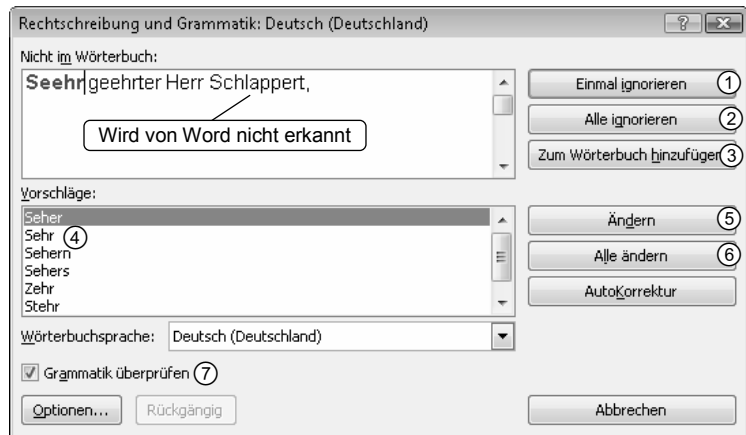 Rechtschreibung und Grammatik: Deutsch (Deutschland)
Nicht im Wörterbuch:
Seehr geehrter Herr Schlappert,
Wird von Word nicht erkannt
Einmal ignorieren 1
Alle ignorieren 2
Zum Wörterbuch hinzufügen 3
Vorschläge:
Seher
Sehr 4
Sehern
Sehers
Zehr
Stehr
Ändern 5
Alle ändern 6
AutoKorrektur
Wörterbuchsprache: Deutsch (Deutschland)
Grammatik überprüfen 7
Optionen... Rückgängig Abbrechen